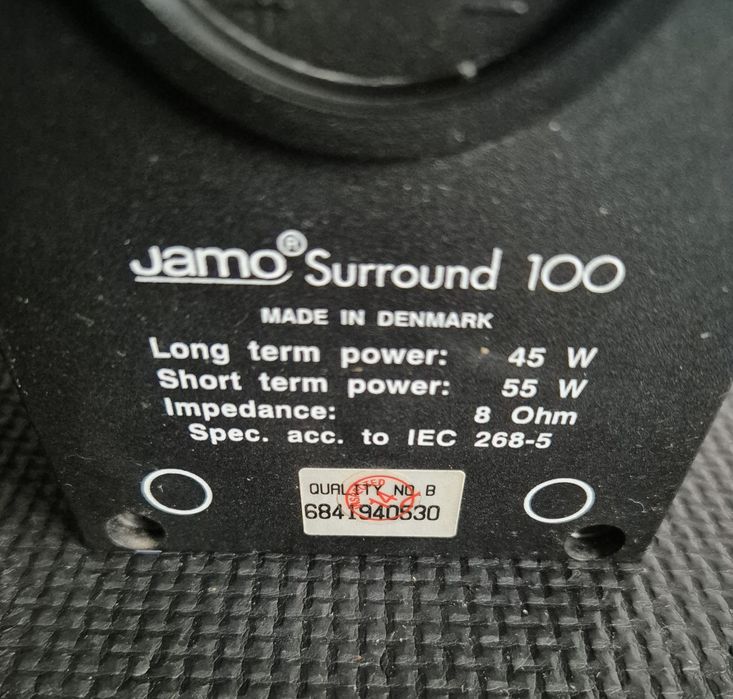 Jamo® Surround 100
MADE IN DENMARK
Long term power: 45 W
Short term power: 55 W
Impedance: 8 Ohm
Spec. acc. to IEC 268-5
QUALITY NO. B
6841940530